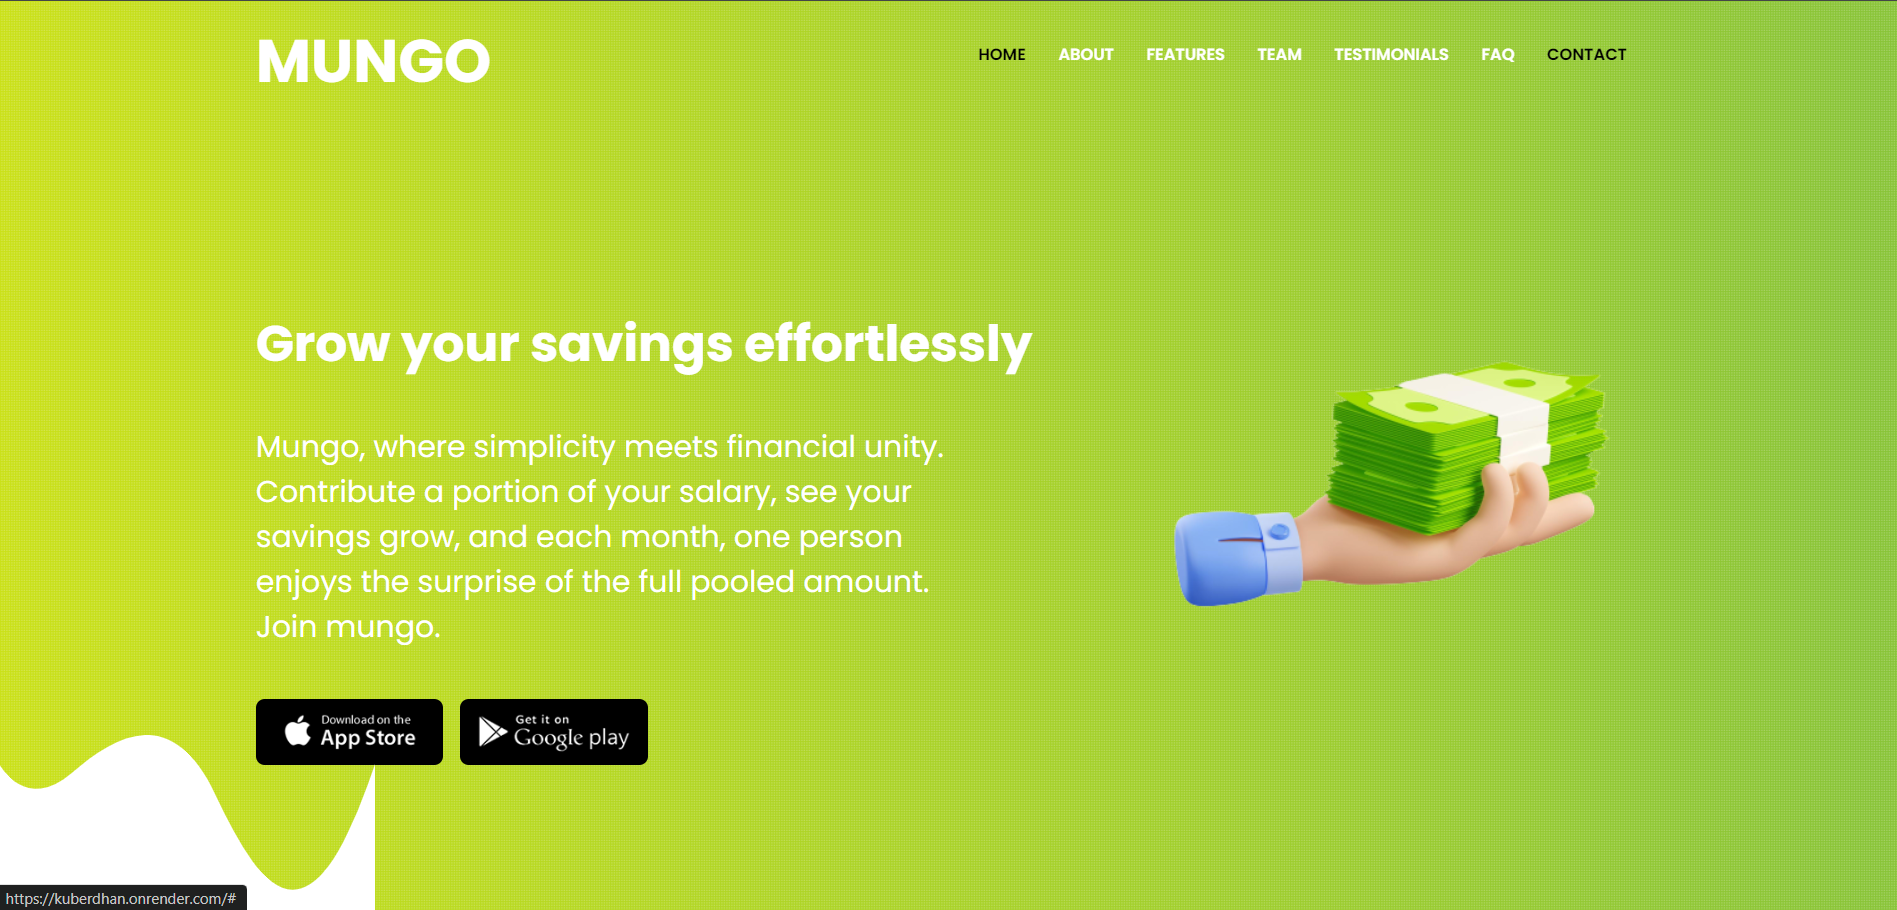 MUNGO
HOME ABOUT FEATURES TEAM TESTIMONIALS FAQ CONTACT
Grow your savings effortlessly
Mungo, where simplicity meets financial unity.
Contribute a portion of your salary, see your
savings grow, and each month, one person
enjoys the surprise of the full pooled amount.
Join mungo.
Download on the
App Store
Get it on
Google play
https://kuberdhan.onrender.com/#